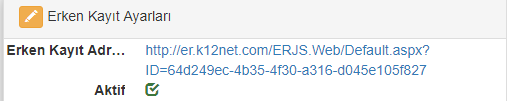 Erken Kayıt Ayarları
Erken Kayıt Adr... http://er.k12net.com/ERJS.Web/Default.aspx?
ID=64d249ec-4b35-4f30-a316-d045e105f827
Aktif